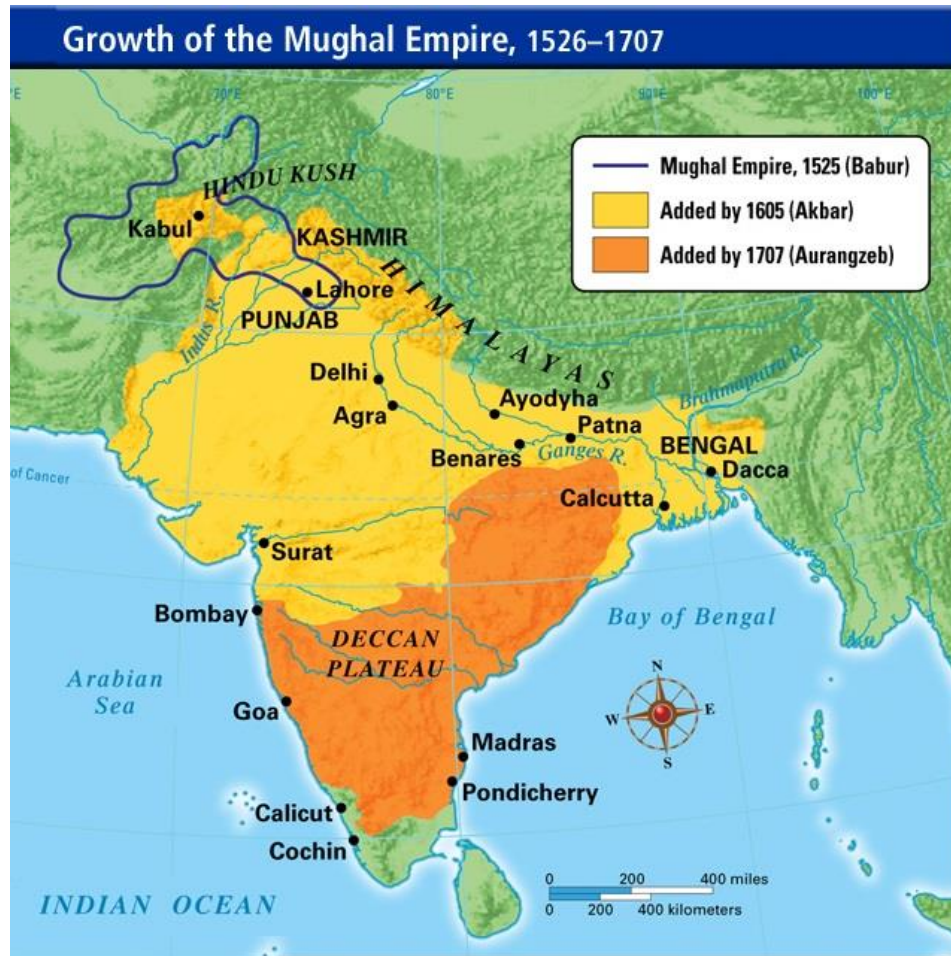 Growth of the Mughal Empire, 1526–1707
°E
70°E
80°E
90°E
100°E
Mughal Empire, 1525 (Babur)
Added by 1605 (Akbar)
Added by 1707 (Aurangzeb)
HINDU KUSH
Kabul
KASHMIR
HIMALAYAS
Lahore
PUNJAB
Indus R.
Delhi
Agra
Ayodyha
Patna
Brahmaputra R.
Benares
Ganges R.
BENGAL
Dacca
of Cancer
Calcutta
Surat
Bombay
Bay of Bengal
DECCAN
PLATEAU
Arabian
Sea
Goa
N
W
E
S
Madras
Pondicherry
Calicut
Cochin
0 200 400 miles
0 200 400 kilometers
INDIAN OCEAN